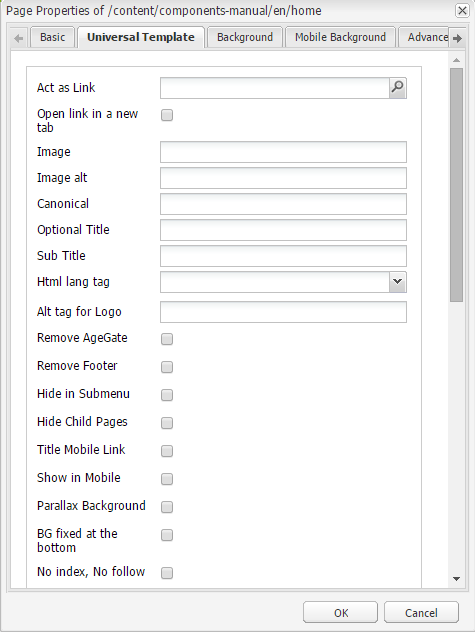 Page Properties of /content/components-manual/en/home
Basic
Universal Template
Background
Mobile Background
Advance
Act as Link
Open link in a new
tab
Image
Image alt
Canonical
Optional Title
Sub Title
Html lang tag
Alt tag for Logo
Remove AgeGate
Remove Footer
Hide in Submenu
Hide Child Pages
Title Mobile Link
Show in Mobile
Parallax Background
BG fixed at the
bottom
No index, No follow
OK
Cancel